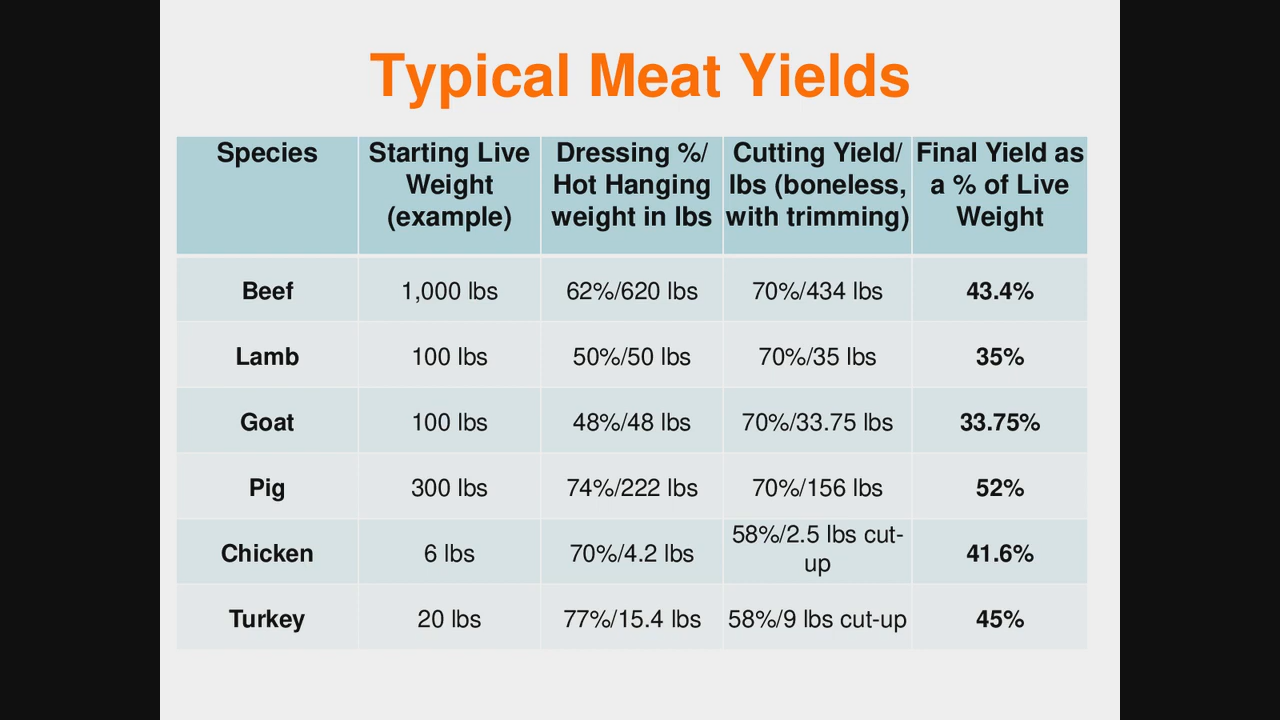 Typical Meat Yields
Species
Starting Live
Weight
(example)
Dressing %/
Hot Hanging
weight in lbs
Cutting Yield/
lbs (boneless,
with trimming)
Final Yield as
a % of Live
Weight
Beef
1,000 lbs
62%/620 lbs
70%/434 lbs
43.4%
Lamb
100 lbs
50%/50 lbs
70%/35 lbs
35%
Goat
100 lbs
48%/48 lbs
70%/33.75 lbs
33.75%
Pig
300 lbs
74%/222 lbs
70%/156 lbs
52%
Chicken
6 lbs
70%/4.2 lbs
58%/2.5 lbs cut-
up
41.6%
Turkey
20 lbs
77%/15.4 lbs
58%/9 lbs cut-up
45%